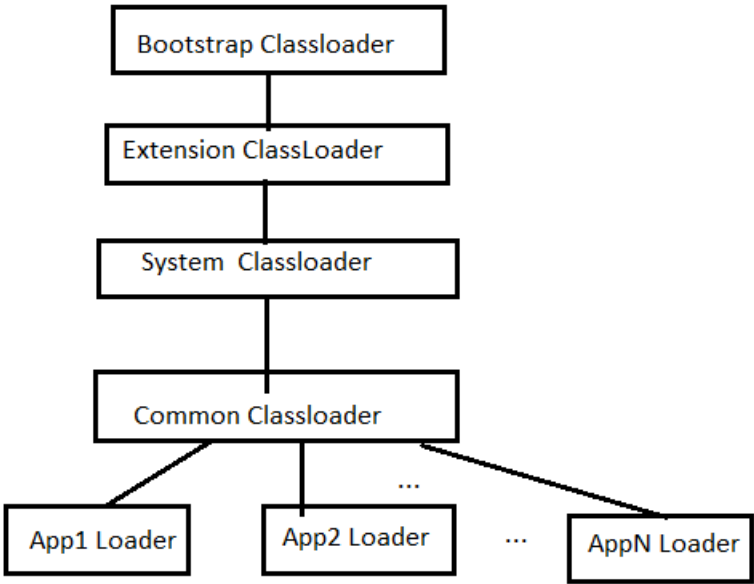 Bootstrap Classloader
Extension ClassLoader
System Classloader
Common Classloader
...
App1 Loader
App2 Loader
...
AppN Loader